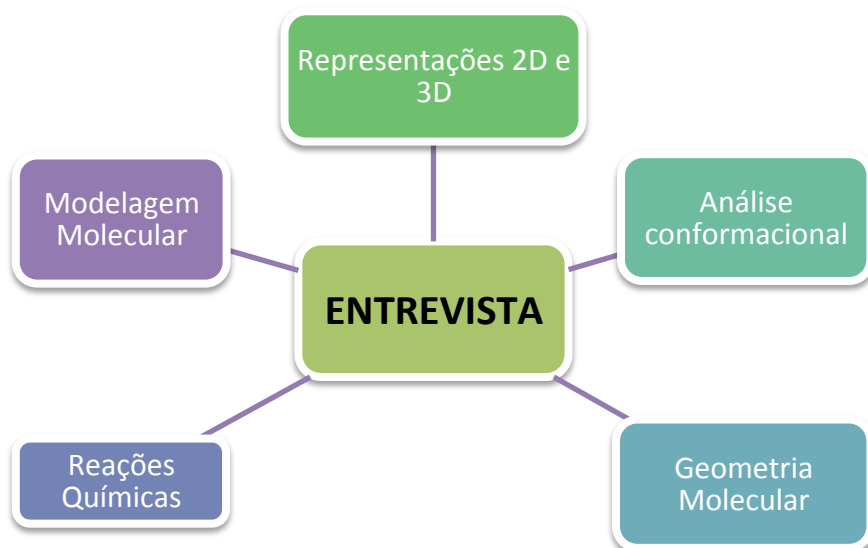 Representações 2D e
3D
Modelagem
Molecular
Análise
conformacional
ENTREVISTA
Reações
Químicas
Geometria
Molecular